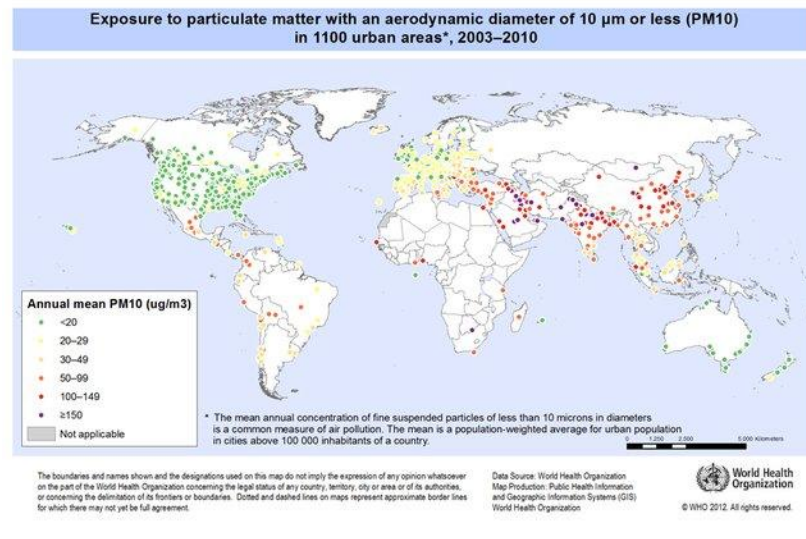 Exposure to particulate matter with an aerodynamic diameter of 10 µm or less (PM10)
in 1100 urban areas*, 2003–2010
Annual mean PM10 (ug/m3)
<20
20–29
30–49
50–99
100–149
≥150
Not applicable
* The mean annual concentration of fine suspended particles of less than 10 microns in diameters
is a common measure of air pollution. The mean is a population-weighted average for urban population
in cities above 100 000 inhabitants of a country.
0 1,250 2,500 5,000 Kilometers
The boundaries and names shown and the designations used on this map do not imply the expression of any opinion whatsoever
on the part of the World Health Organization concerning the legal status of any country, territory, city or area or of its authorities,
or concerning the delimitation of its frontiers or boundaries. Dotted and dashed lines on maps represent approximate border lines
for which there may not yet be full agreement.
Data Source: World Health Organization
Map Production: Public Health Information
and Geographic Information Systems (GIS)
World Health Organization
World Health
Organization
© WHO 2012. All rights reserved.